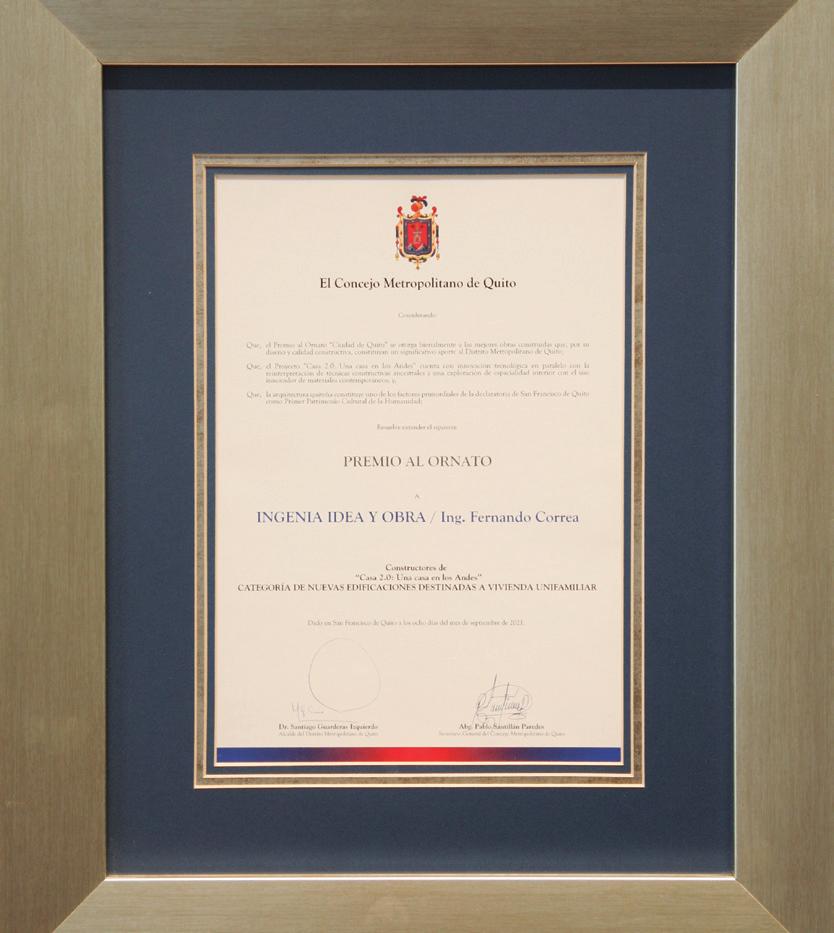 El Concejo Metropolitano de Quito
Considerando:
Que, el Premio al Ornato "Ciudad de Quito" se otorga bienalmente a las mejores obras construidas que, por su
diseño y calidad constructiva, constituyan un significativo aporte al Distrito Metropolitano de Quito;
Que, el Proyecto "Casa 2.0: Una casa en los Andes" cuenta con innovación tecnológica en paralelo con la
reinterpretación de técnicas constructivas ancestrales y una exploración de espacialidad interior con el uso
innovador de materiales contemporáneos; y,
Que, la arquitectura quiteña constituye uno de los factores primordiales de la declaratoria de San Francisco de Quito
como Primer Patrimonio Cultural de la Humanidad;
Resuelve extender el siguiente
PREMIO AL ORNATO
A
INGENIA IDEA Y OBRA / Ing. Fernando Correa
Constructores de
"Casa 2.0: Una casa en los Andes"
CATEGORÍA DE NUEVAS EDIFICACIONES DESTINADAS A VIVIENDA UNIFAMILIAR
Dado en San Francisco de Quito a los ocho días del mes de septiembre de 2023.
Dr. Santiago Guarderas Izquierdo
Alcalde del Distrito Metropolitano de Quito
Abg. Pablo Santillán Paredes
Secretario General del Concejo Metropolitano de Quito